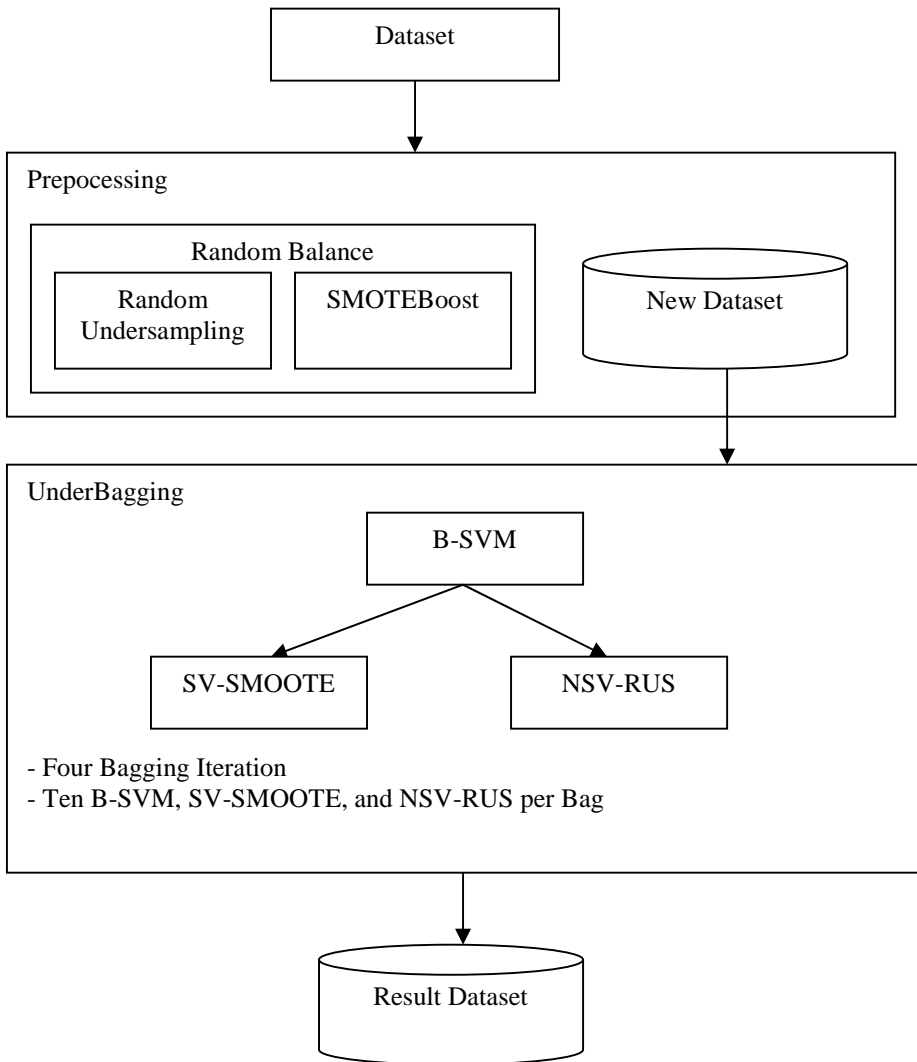 Dataset
Prepocessing
Random Balance
Random
Undersampling
SMOTEBoost
New Dataset
UnderBagging
B-SVM
SV-SMOOTE
NSV-RUS
- Four Bagging Iteration
- Ten B-SVM, SV-SMOOTE, and NSV-RUS per Bag
Result Dataset